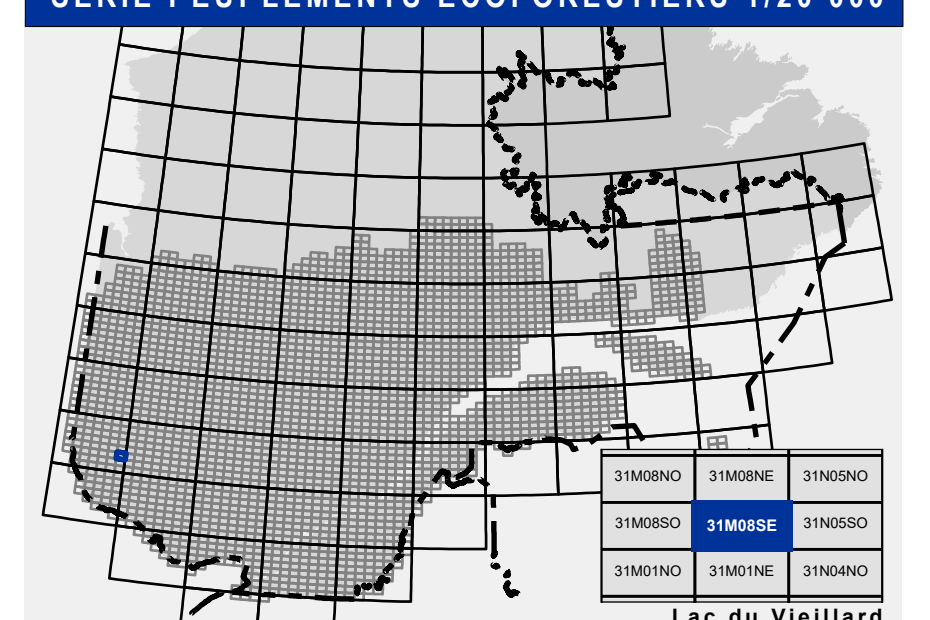 SÉRIE PEUPLEMENTS ÉCOFORESTIERS 1/20 000
31M08NO 31M08NE 31N05NO
31M08SO 31M08SE 31N05SO
31M01NO 31M01NE 31N04NO
Lac du Vieillard